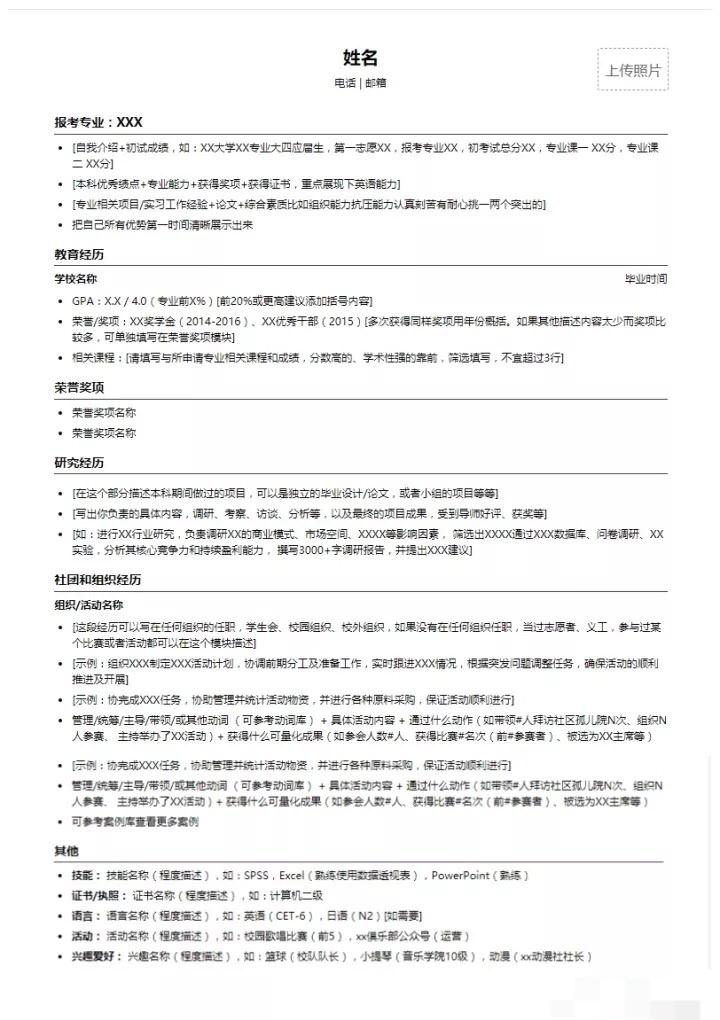 姓名
上传照片
电话 | 邮箱
报考专业：XXX
• [自我介绍+初试成绩，如：XX大学XX专业大四应届生，第一志愿XX，报考专业XX，初考试总分XX，专业课一 XX分，专业课
二 XX分]
• [本科优秀绩点+专业能力+获得奖项+获得证书，重点展现下英语能力]
• [专业相关项目/实习工作经验+论文+综合素质比如组织能力抗压能力认真刻苦有耐心挑一两个突出的]
• 把自己所有优势第一时间清晰展示出来
教育经历
学校名称 毕业时间
• GPA：X.X / 4.0（专业前X%）[前20%或更高建议添加括号内容]
• 荣誉/奖项：XX奖学金（2014-2016）、XX优秀干部（2015）[多次获得同样奖项用年份概括。如果其他描述内容太少而奖项比
较多，可单独填写在荣誉奖项模块]
• 相关课程：[请填写与所申请专业相关课程和成绩，分数高的、学术性强的靠前，筛选填写，不宜超过3行]
荣誉奖项
• 荣誉奖项名称
• 荣誉奖项名称
研究经历
• [在这个部分描述本科期间做过的项目，可以是独立的毕业设计/论文，或者小组的项目等等]
• [写出你负责的具体内容，调研、考察、访谈、分析等，以及最终的项目成果，受到导师好评、获奖等]
• [如：进行XX行业研究，负责调研XX的商业模式、市场空间、XXXX等影响因素， 筛选出XXXX通过XXX数据库、问卷调研、XX
实验，分析其核心竞争力和持续盈利能力， 撰写3000+字调研报告，并提出XXX建议]
社团和组织经历
组织/活动名称
• [这段经历可以写在任何组织的任职，学生会、校园组织、校外组织，如果没有在任何组织任职，当过志愿者、义工，参与过某
个比赛或者活动都可以在这个模块描述]
• [示例：组织XXX制定XXX活动计划，协调前期分工及准备工作，实时跟进XXX情况，根据突发问题调整任务，确保活动的顺利
推进及开展]
• [示例：协完成XXX任务，协助管理并统计活动物资，并进行各种原料采购，保证活动顺利进行]
• 管理/统筹/主导/带领/或其他动词 （可参考动词库） + 具体活动内容 + 通过什么动作（如带领#人拜访社区孤儿院N次、组织N
人参赛、 主持举办了XX活动）+ 获得什么可量化成果（如参会人数#人、获得比赛#名次（前#参赛者）、被选为XX主席等）
• [示例：协完成XXX任务，协助管理并统计活动物资，并进行各种原料采购，保证活动顺利进行]
• 管理/统筹/主导/带领/或其他动词 （可参考动词库） + 具体活动内容 + 通过什么动作（如带领#人拜访社区孤儿院N次、组织N
人参赛、 主持举办了XX活动）+ 获得什么可量化成果（如参会人数#人、获得比赛#名次（前#参赛者）、被选为XX主席等）
• 可参考案例库查看更多案例
其他
• 技能： 技能名称（程度描述），如：SPSS，Excel（熟练使用数据透视表），PowerPoint（熟练）
• 证书/执照： 证书名称（程度描述），如：计算机二级
• 语言： 语言名称（程度描述），如：英语（CET-6），日语（N2）[如需要]
• 活动： 活动名称（程度描述），如：校园歌唱比赛（前5），xx俱乐部公众号（运营）
• 兴趣爱好： 兴趣名称（程度描述），如：篮球（校队队长），小提琴（音乐学院10级），动漫（xx动漫社社长）